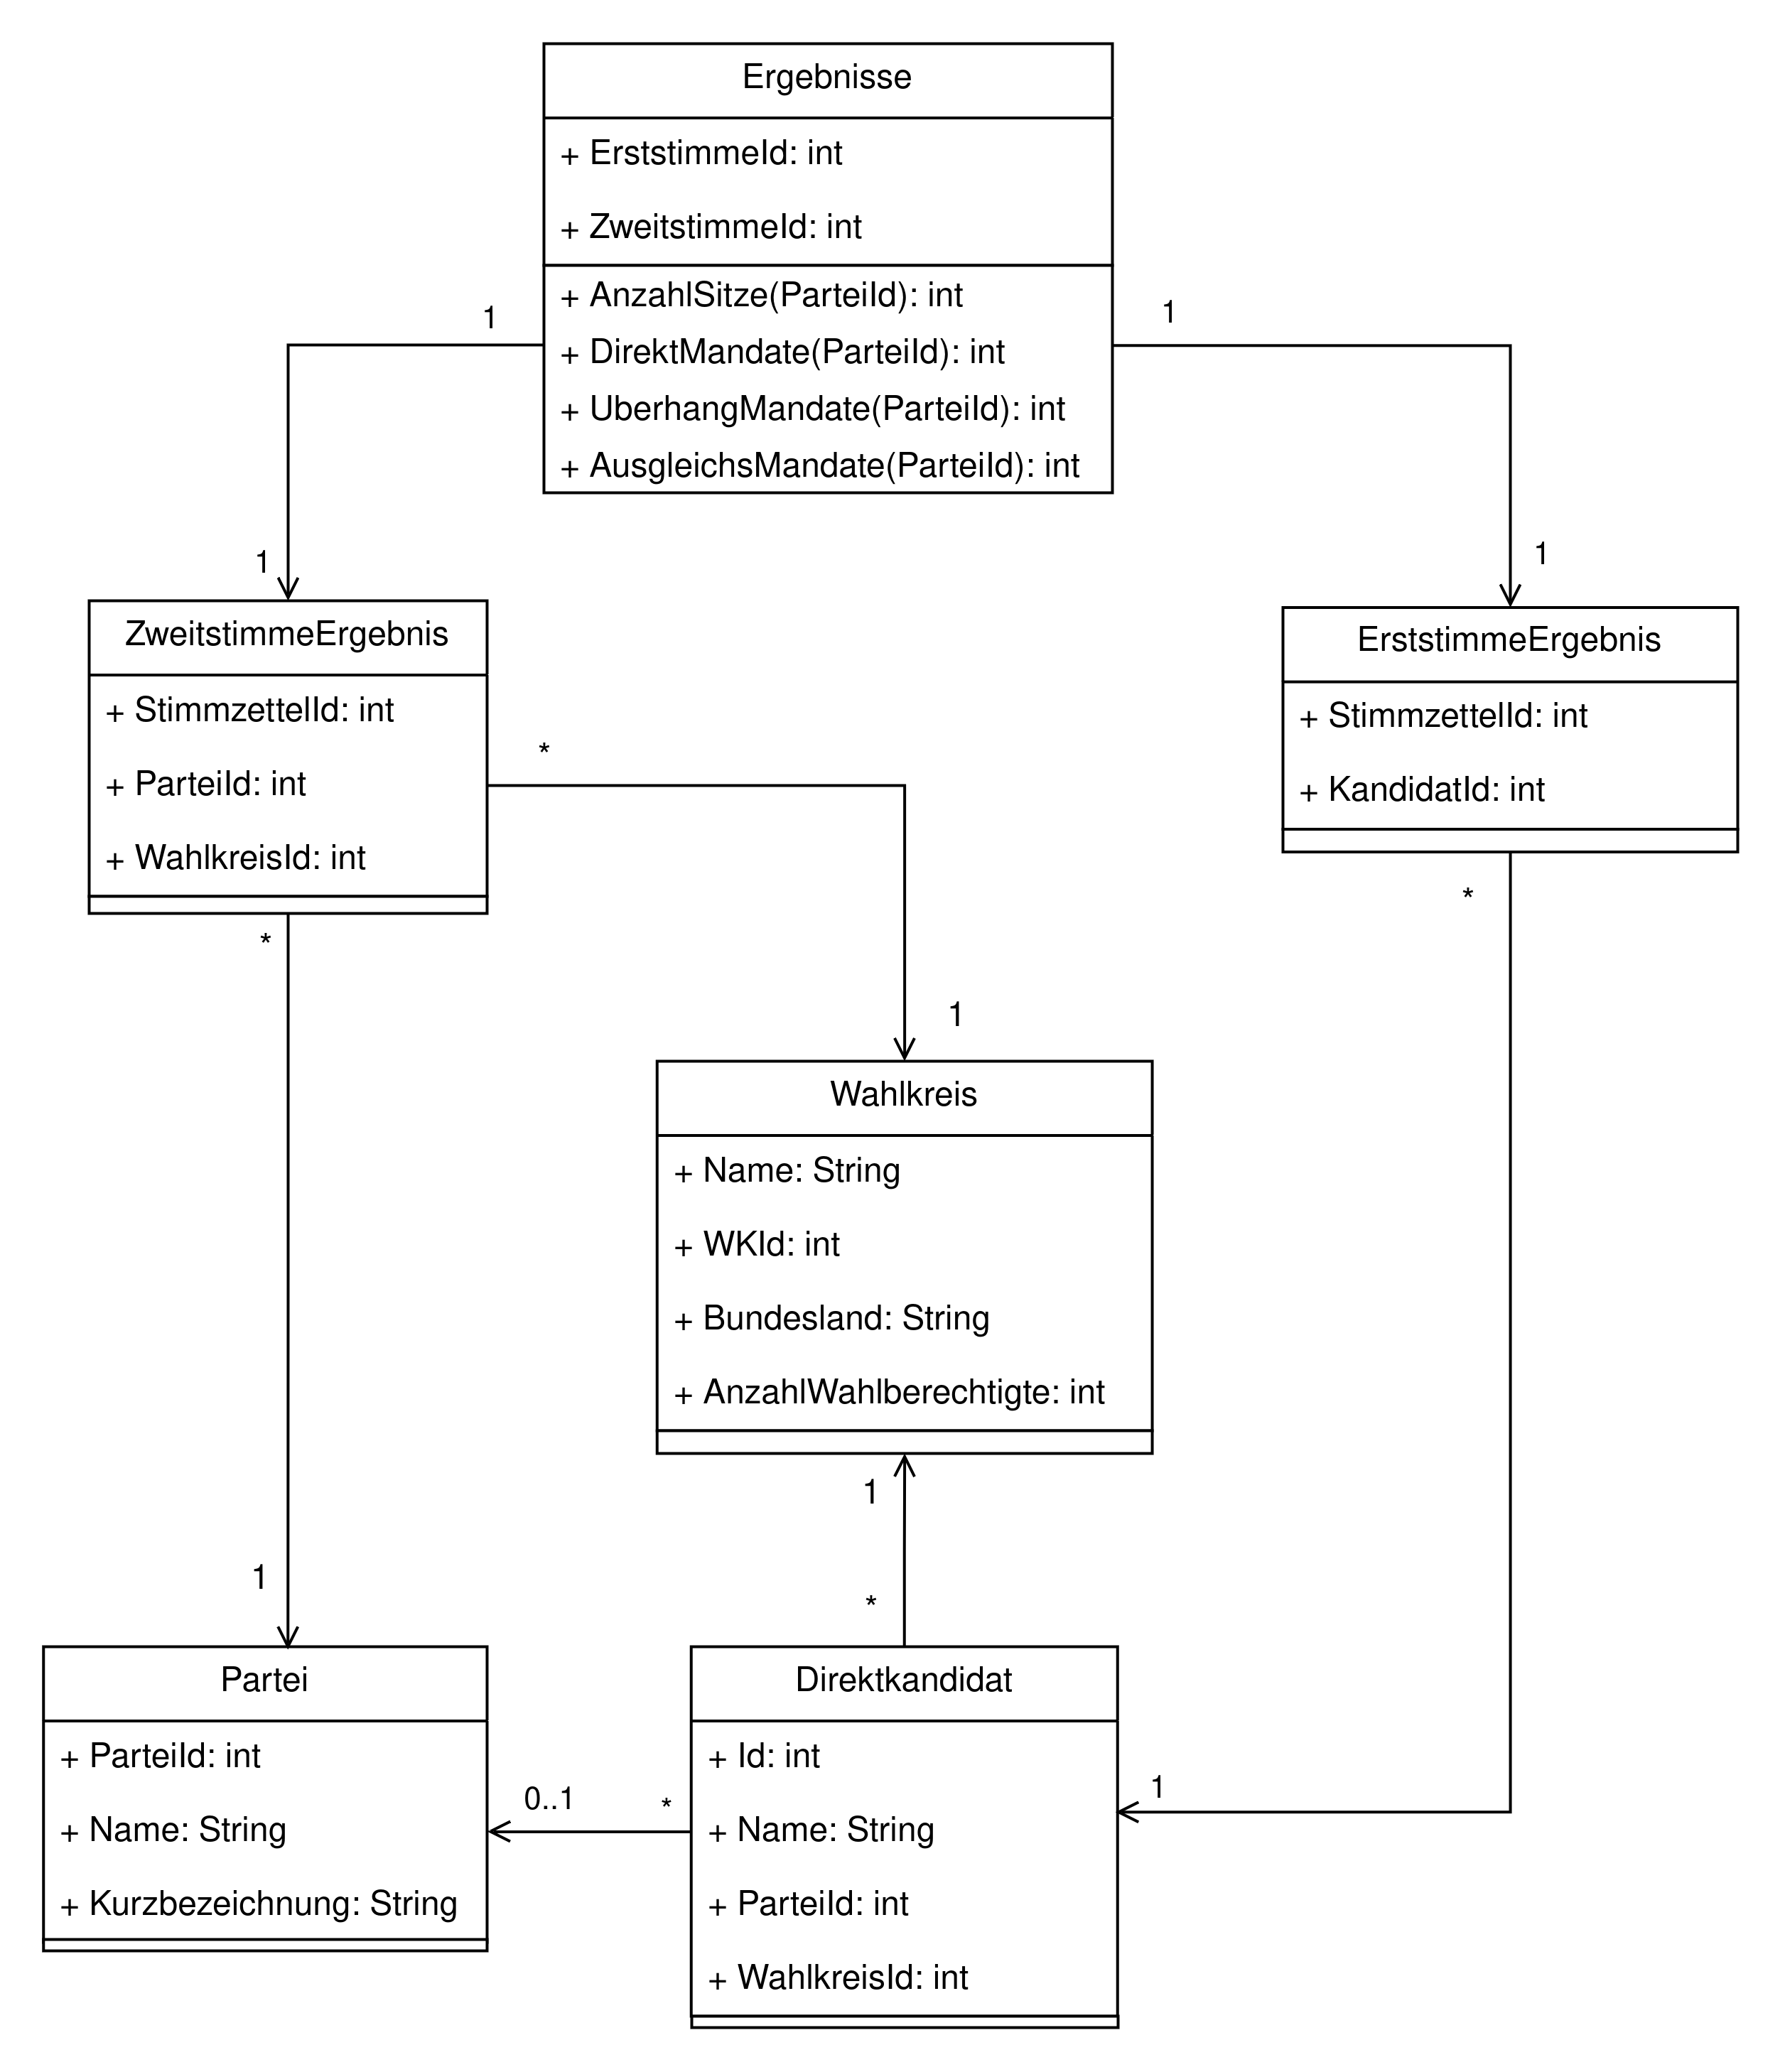 Ergebnisse
+ ErststimmeId: int
+ ZweitstimmeId: int
+ AnzahlSitze(ParteiId): int
+ DirektMandate(ParteiId): int
+ UberhangMandate(ParteiId): int
+ AusgleichsMandate(ParteiId): int
1
1
1
1
ZweitstimmeErgebnis
+ StimmzettelId: int
+ ParteiId: int
+ WahlkreisId: int
ErststimmeErgebnis
+ StimmzettelId: int
+ KandidatId: int
*
*
*
1
Wahlkreis
+ Name: String
+ WKId: int
+ Bundesland: String
+ AnzahlWahlberechtigte: int
1
1
*
Partei
+ ParteiId: int
+ Name: String
+ Kurzbezeichnung: String
0..1
*
Direktkandidat
+ Id: int
+ Name: String
+ ParteiId: int
+ WahlkreisId: int
1